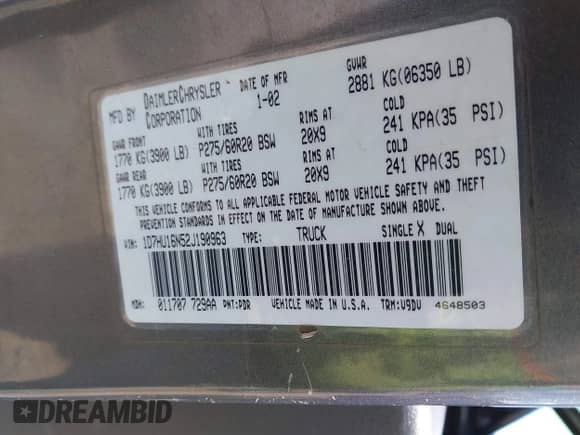 MFD BY DAIMLERCHRYSLER CORPORATION DATE OF MFR 1-02 GVWR 2881 KG(06350 LB)
GAWR FRONT WITH TIRES RIMS AT COLD
1770 KG(3900 LB) P275/60R20 BSW 20X9 241 KPA(35 PSI)
GAWR REAR WITH TIRES RIMS AT COLD
1770 KG(3900 LB) P275/60R20 BSW 20X9 241 KPA(35 PSI)
THIS VEHICLE CONFORMS TO ALL APPLICABLE FEDERAL MOTOR VEHICLE SAFETY AND THEFT
PREVENTION STANDARDS IN EFFECT ON THE DATE OF MANUFACTURE SHOWN ABOVE.
VIN: 1D7HU16N52J190963 TYPE: TRUCK SINGLE X DUAL
MDH: 011707 729AA PNT:PDR VEHICLE MADE IN U.S.A. TRM:V9DV 4648503
DREAMBID